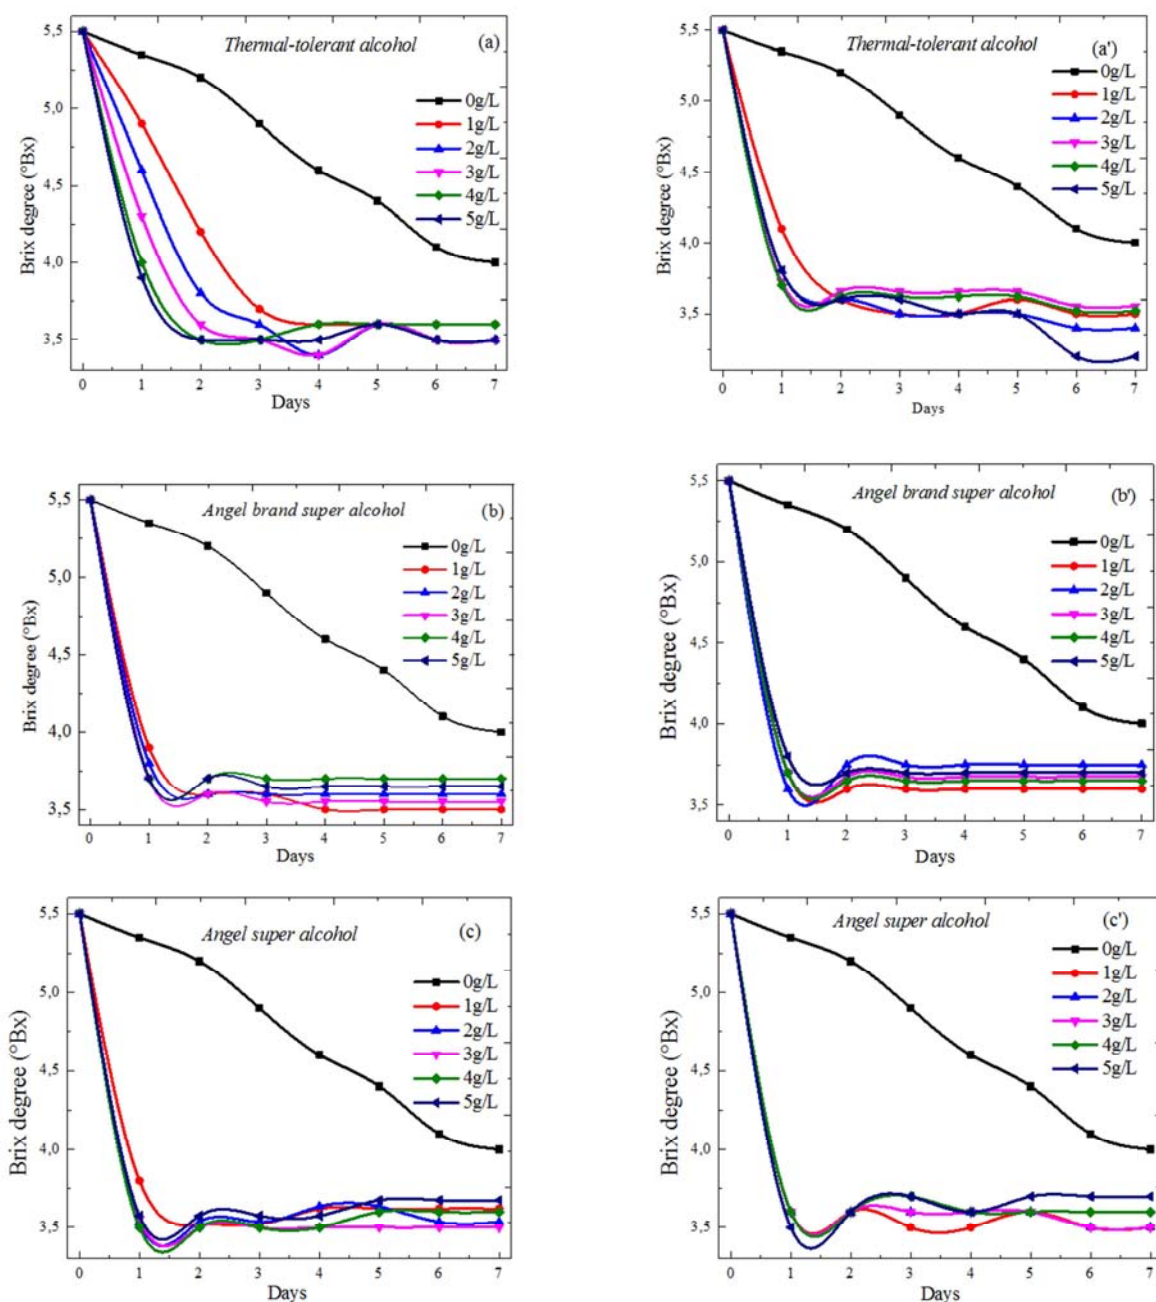 Thermal-tolerant alcohol (a)
0g/L
1g/L
2g/L
3g/L
4g/L
5g/L
5,5
5,0
4,5
4,0
3,5
Brix degree (°Bx)
0 1 2 3 4 5 6 7
Days
Thermal-tolerant alcohol (a')
0g/L
1g/L
2g/L
3g/L
4g/L
5g/L
5,5
5,0
4,5
4,0
3,5
Brix degree (°Bx)
0 1 2 3 4 5 6 7
Days
Angel brand super alcohol (b)
0g/L
1g/L
2g/L
3g/L
4g/L
5g/L
5,5
5,0
4,5
4,0
3,5
Brix degree (°Bx)
0 1 2 3 4 5 6 7
Days
Angel brand super alcohol (b')
0g/L
1g/L
2g/L
3g/L
4g/L
5g/L
5,5
5,0
4,5
4,0
3,5
Brix degree (°Bx)
0 1 2 3 4 5 6 7
Days
Angel super alcohol (c)
0g/L
1g/L
2g/L
3g/L
4g/L
5g/L
5,5
5,0
4,5
4,0
3,5
Brix degree (°Bx)
0 1 2 3 4 5 6 7
Days
Angel super alcohol (c')
0g/L
1g/L
2g/L
3g/L
4g/L
5g/L
5,5
5,0
4,5
4,0
3,5
Brix degree (°Bx)
0 1 2 3 4 5 6 7
Days